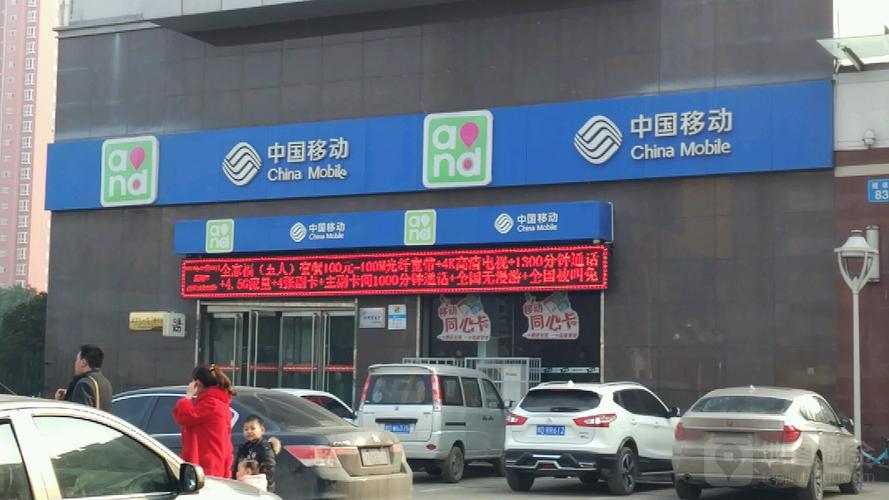 and
中国移动
China Mobile
and
中国移动
China Mobile
and
中国移动
China Mobile
and
中国移动
China Mobile
全家福（五人）套餐100元=100M光纤宽带+4K高清电视+1300分钟通话
+4.5G流量+4张副卡+主副卡间1000分钟通话+全国无漫游+全国被叫免
移动
同心卡
移动
同心卡
83